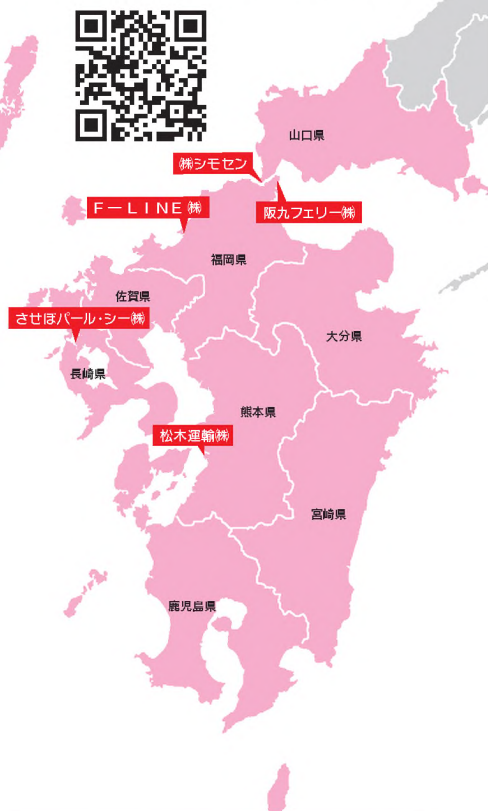 山口県
㈱シモセン
F－LINE㈱
阪九フェリー㈱
福岡県
佐賀県
させぼパール・シー㈱
大分県
長崎県
熊本県
松木運輸㈱
宮崎県
鹿児島県